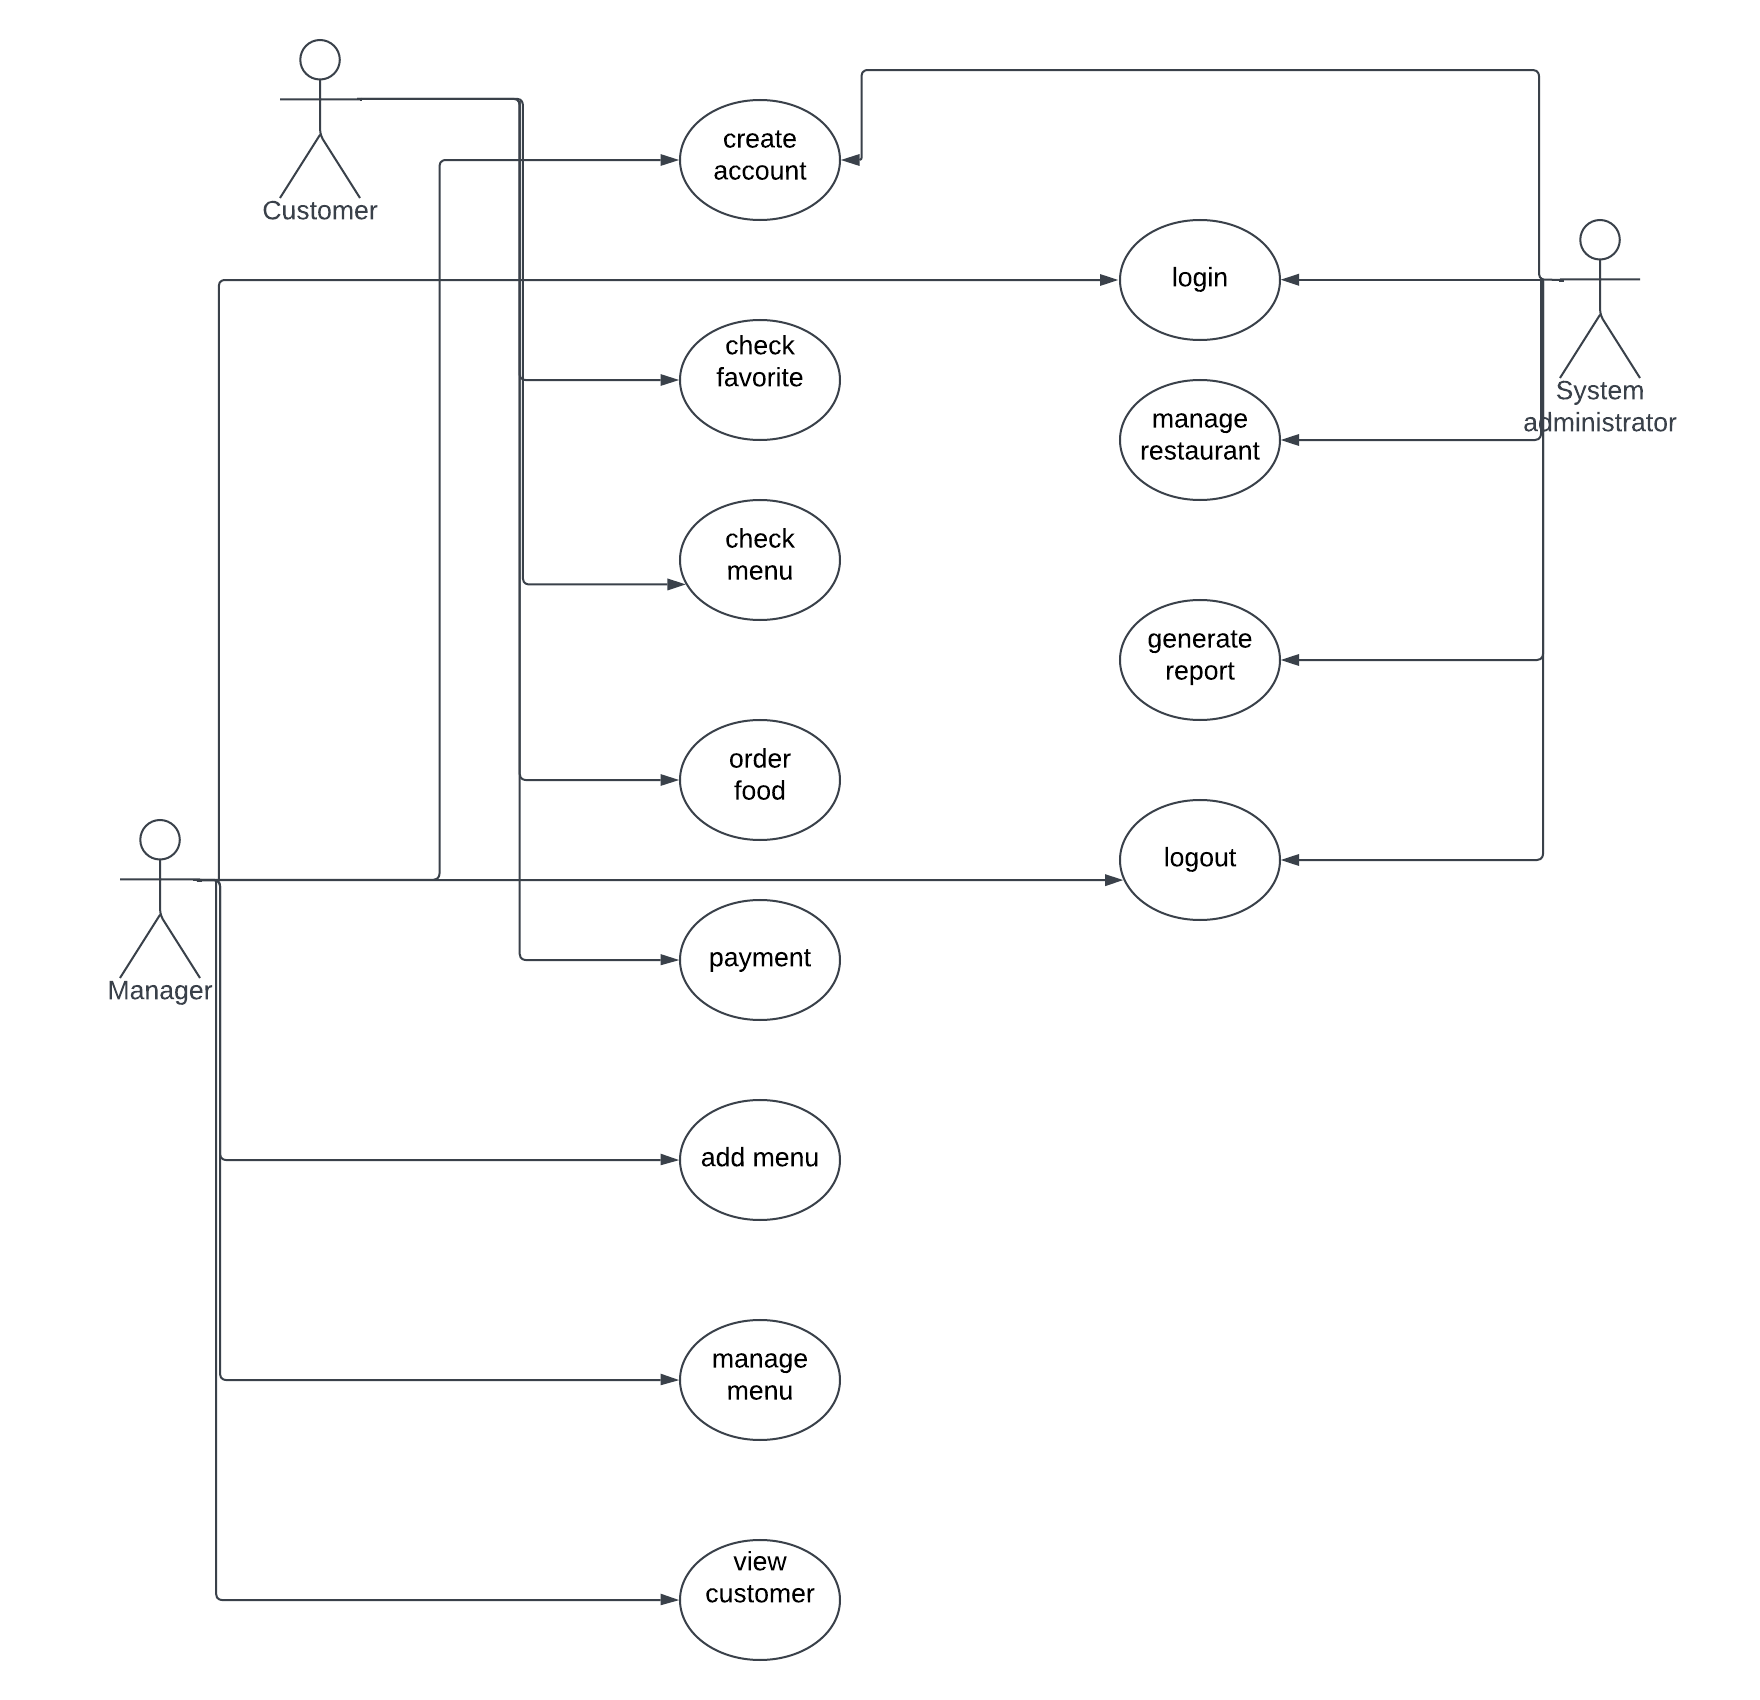 create
account
Customer
login
check
favorite
System
administrator
manage
restaurant
check
menu
generate
report
order
food
logout
payment
Manager
add menu
manage
menu
view
customer